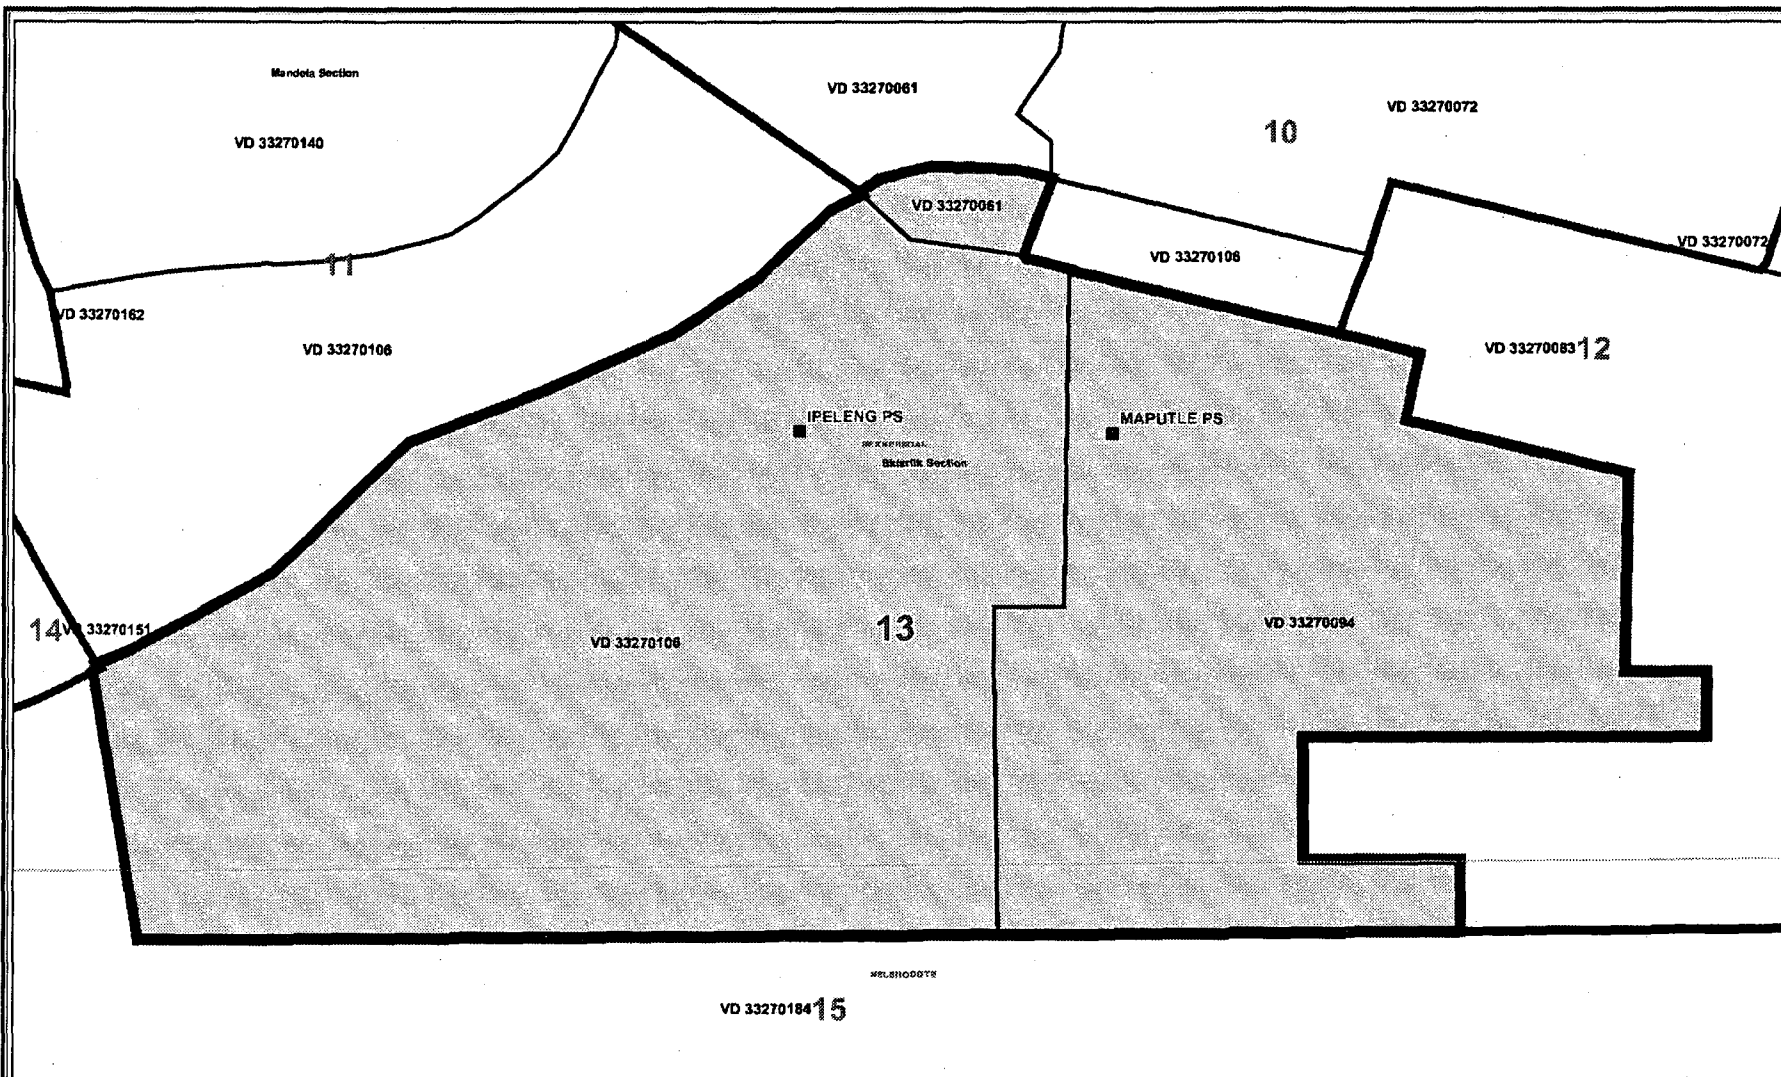 Mandela Section
VD 33270061
VD 33270072
10
VD 33270140
VD 33270061
VD 33270072
VD 33270106
11
VD 33270162
VD 33270106
VD 33270083
12
IPELENG PS
MAPUTLE PS
Section
14
VD 33270151
13
VD 33270106
VD 33270094
VD 33270184
15